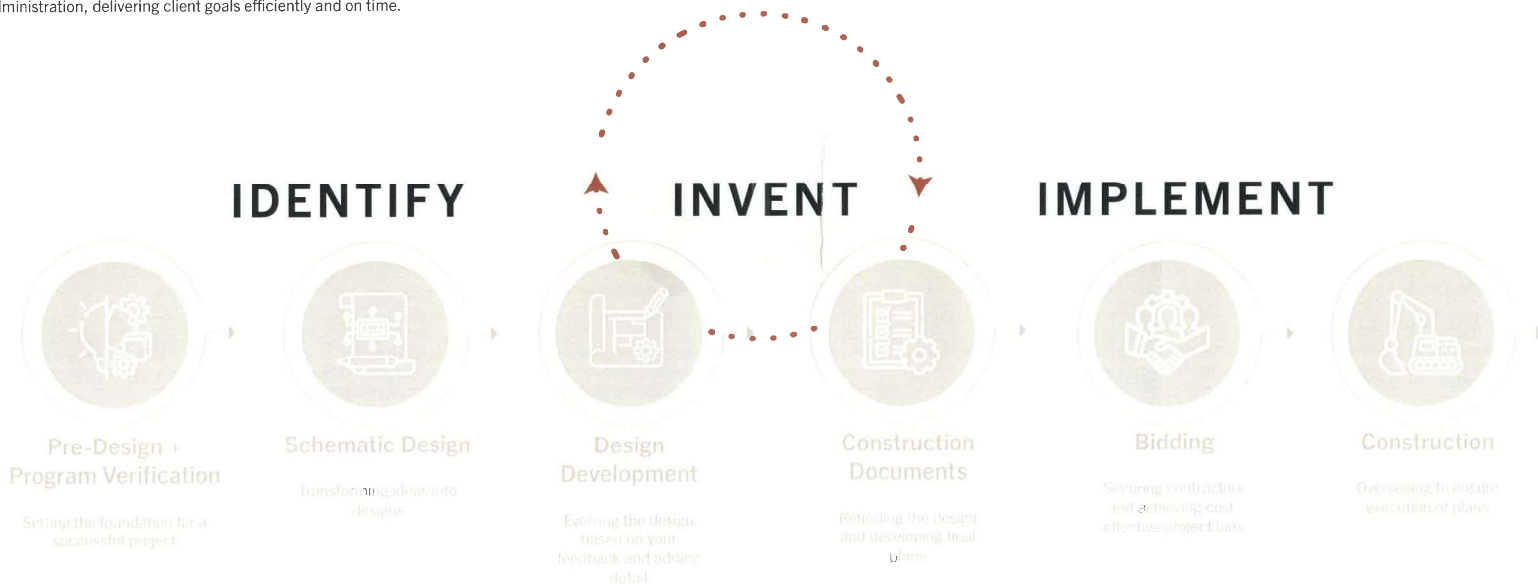 ministration, delivering client goals efficiently and on time.
IDENTIFY
INVENT
IMPLEMENT
Pre-Design +
Program Verification
Setting the foundation for a
successful project
Schematic Design
Transforming ideas into
designs
Design
Development
Evolving the design
based on your
feedback and adding
detail
Construction
Documents
Refining the design
and developing final
plans
Bidding
Securing contractors
and achieving cost
effective project bids
Construction
Overseeing to ensure
execution of plans